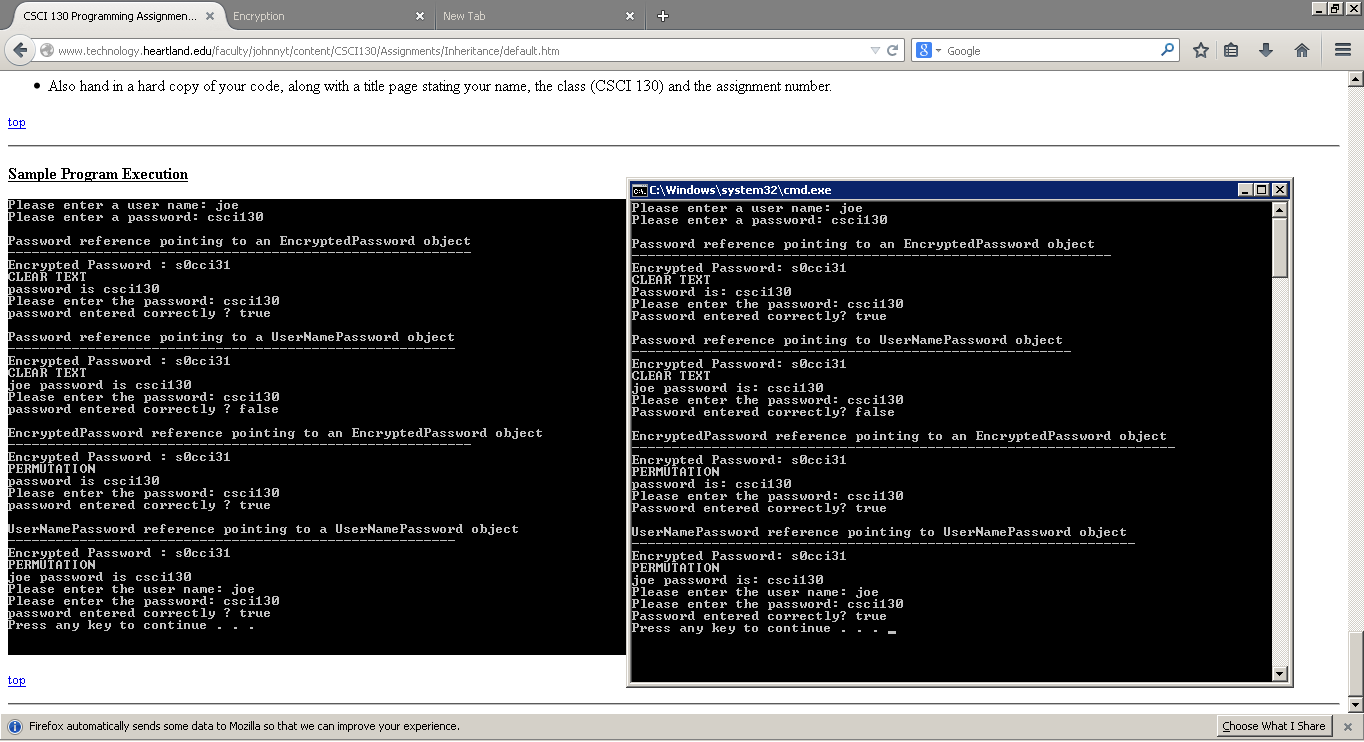 CSCI 130 Programming Assignmen...
Encryption
New Tab
www.technology.heartland.edu/faculty/johnnyt/content/CSCI130/Assignments/Inheritance/default.htm
Google
Also hand in a hard copy of your code, along with a title page stating your name, the class (CSCI 130) and the assignment number.
top
Sample Program Execution
Please enter a user name: joe
Please enter a password: csci130
Password reference pointing to an EncryptedPassword object
----------------------------------------------------------
Encrypted Password : s0cci31
CLEAR TEXT
password is csci130
Please enter the password: csci130
password entered correctly ? true
Password reference pointing to a UserNamePassword object
--------------------------------------------------------
Encrypted Password : s0cci31
CLEAR TEXT
joe password is csci130
Please enter the password: csci130
password entered correctly ? false
EncryptedPassword reference pointing to an EncryptedPassword object
----------------------------------------------------------
Encrypted Password : s0cci31
PERMUTATION
password is csci130
Please enter the password: csci130
password entered correctly ? true
UserNamePassword reference pointing to a UserNamePassword object
--------------------------------------------------------
Encrypted Password : s0cci31
PERMUTATION
joe password is csci130
Please enter the user name: joe
Please enter the password: csci130
password entered correctly ? true
Press any key to continue . . .
C:\Windows\system32\cmd.exe
Please enter a user name: joe
Please enter a password: csci130
Password reference pointing to an EncryptedPassword object
------------------------------------------------------------
Encrypted Password: s0cci31
CLEAR TEXT
Password is: csci130
Please enter the password: csci130
Password entered correctly? true
Password reference pointing to UserNamePassword object
-------------------------------------------------------
Encrypted Password: s0cci31
CLEAR TEXT
joe password is: csci130
Please enter the password: csci130
Password entered correctly? false
EncryptedPassword reference pointing to an EncryptedPassword object
--------------------------------------------------------------------
Encrypted Password: s0cci31
PERMUTATION
password is: csci130
Please enter the password: csci130
Password entered correctly? true
UserNamePassword reference pointing to UserNamePassword object
---------------------------------------------------------------
Encrypted Password: s0cci31
PERMUTATION
joe password is: csci130
Please enter the user name: joe
Please enter the password: csci130
Password entered correctly? true
Press any key to continue . . . _
top
Firefox automatically sends some data to Mozilla so that we can improve your experience.
Choose What I Share